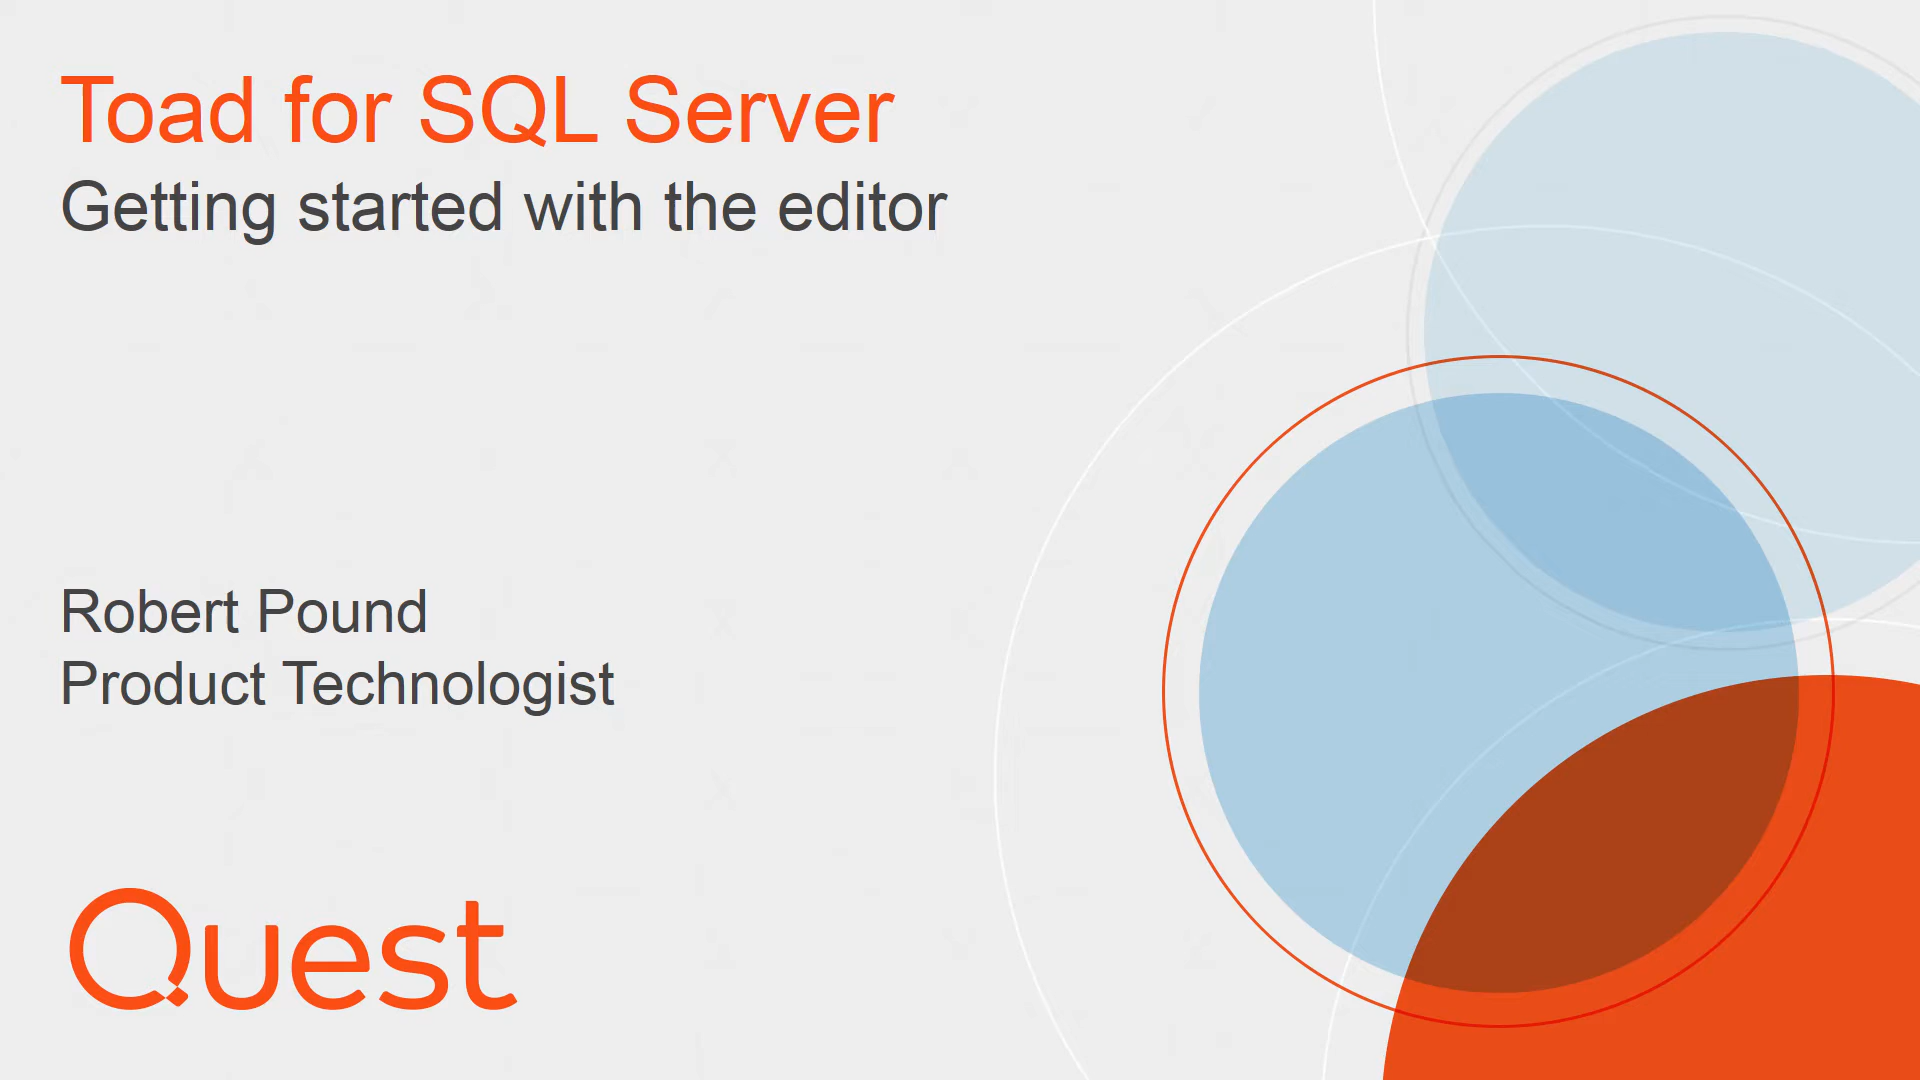 Toad for SQL Server
Getting started with the editor
Robert Pound
Product Technologist
Quest